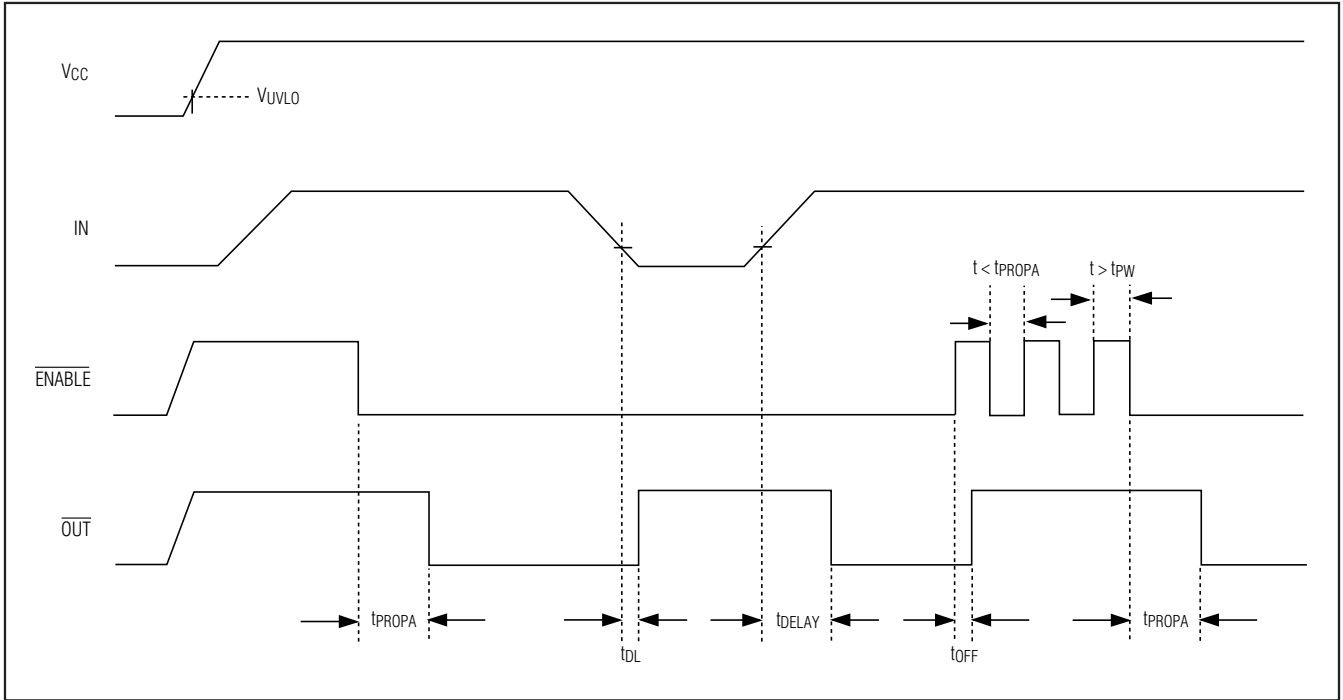 VCC
VUVLO
IN
t < tPROPA
t > tPW
ENABLE
OUT
tPROPA
tDL
tDELAY
tOFF
tPROPA